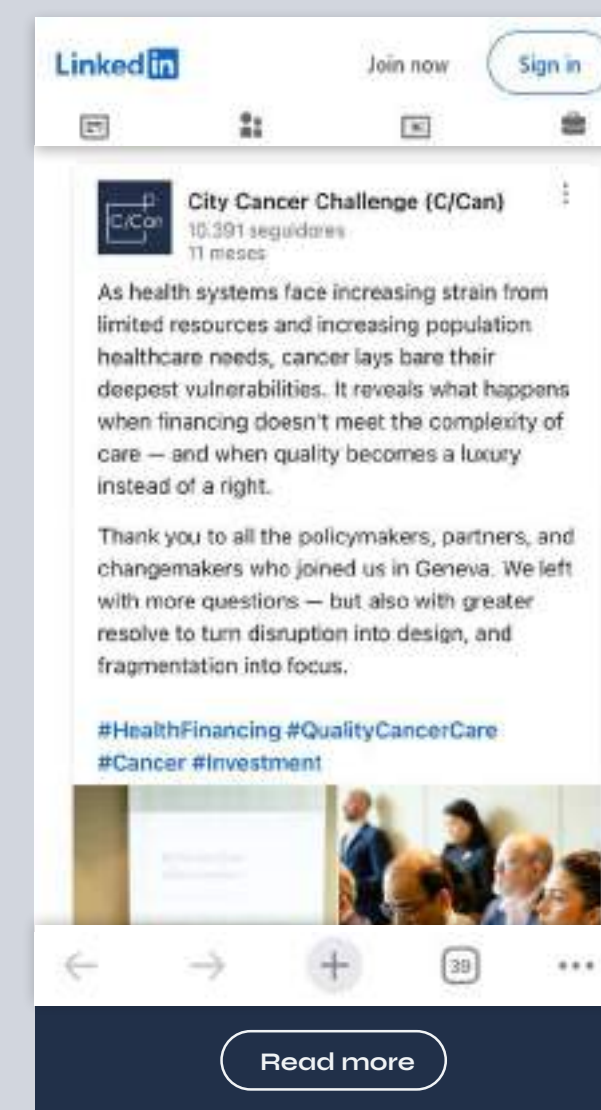 Linked in
Join now
Sign in
C/Can
City Cancer Challenge (C/Can)
10.391 seguidores
11 meses
As health systems face increasing strain from
limited resources and increasing population
healthcare needs, cancer lays bare their
deepest vulnerabilities. It reveals what happens
when financing doesn't meet the complexity of
care — and when quality becomes a luxury
instead of a right.
Thank you to all the policymakers, partners, and
changemakers who joined us in Geneva. We left
with more questions — but also with greater
resolve to turn disruption into design, and
fragmentation into focus.
#HealthFinancing #QualityCancerCare
#Cancer #Investment
39
Read more